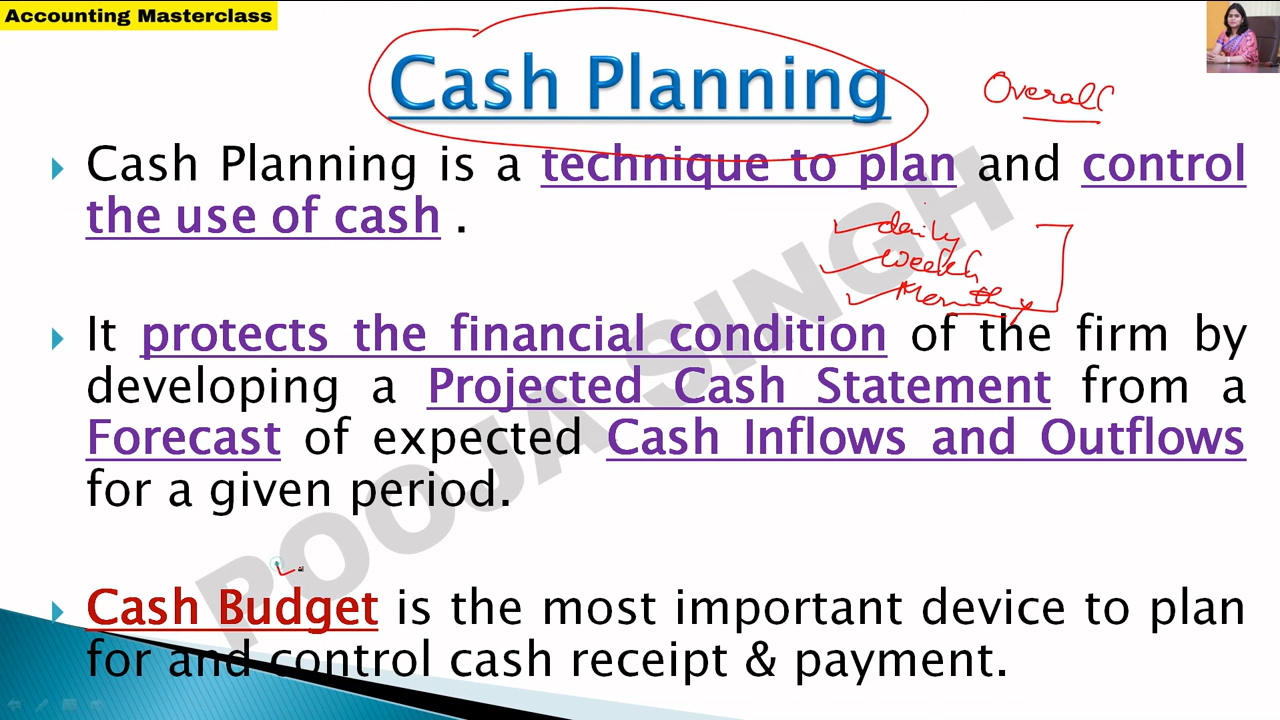 Accounting Masterclass
Cash Planning
Overall
Cash Planning is a technique to plan and control
the use of cash .
daily
weekly
Monthly
It protects the financial condition of the firm by
developing a Projected Cash Statement from a
Forecast of expected Cash Inflows and Outflows
for a given period.
Cash Budget is the most important device to plan
for and control cash receipt & payment.
POOJA SINGH